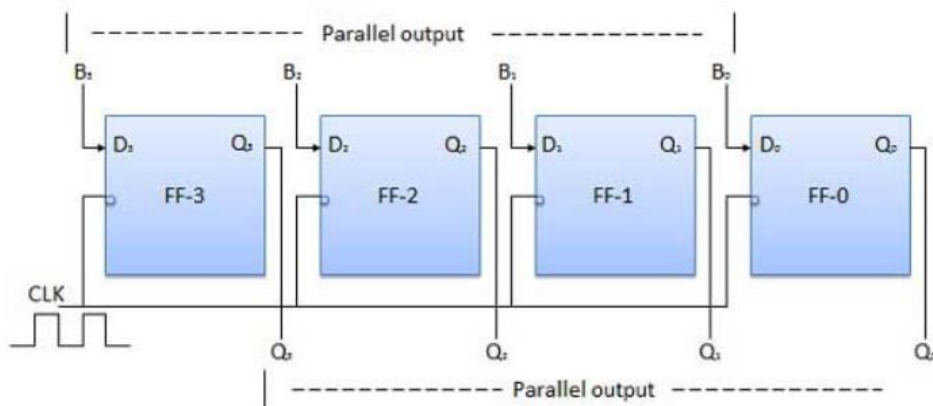 Parallel output
B₃ B₂ B₁ B₀
D₃ Q₃ D₂ Q₂ D₁ Q₁ D₀ Q₀
FF-3 FF-2 FF-1 FF-0
CLK
Q₃ Q₂ Q₁ Q₀
Parallel output